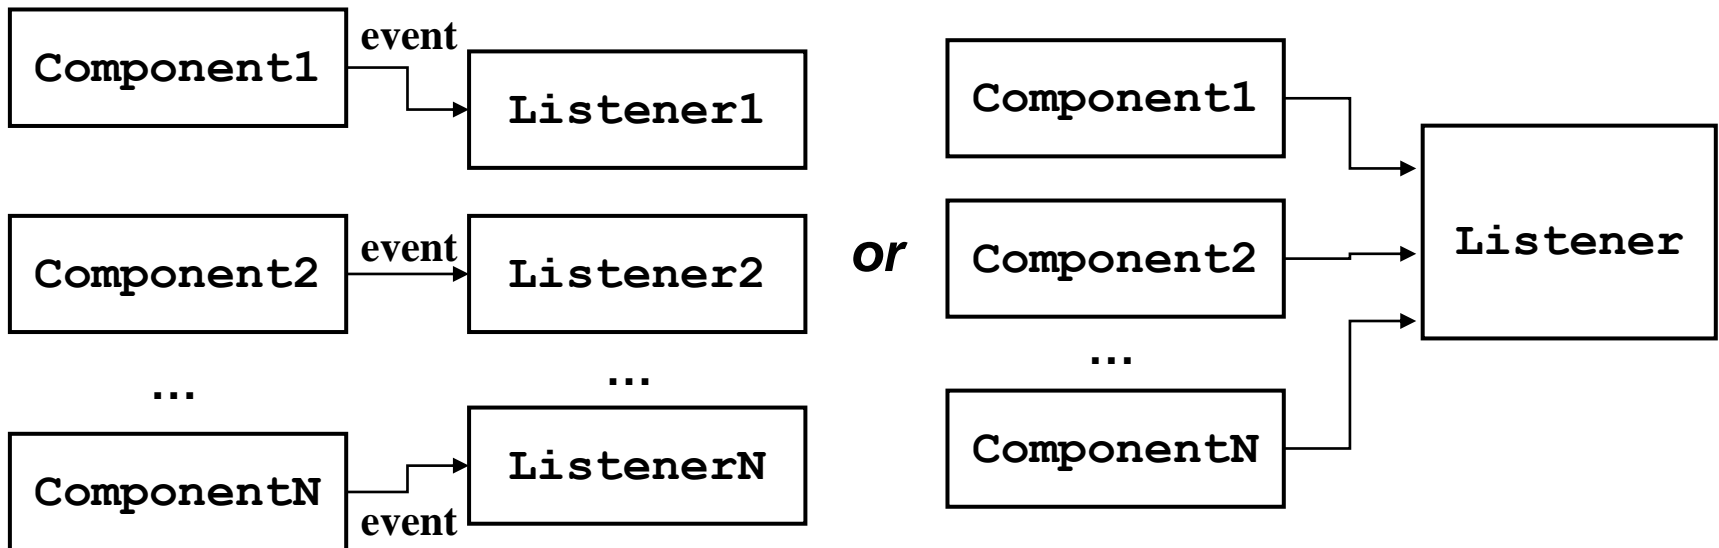 Component1
event
Listener1
Component2
event
Listener2
...
...
ComponentN
event
ListenerN
or
Component1
Component2
...
ComponentN
Listener